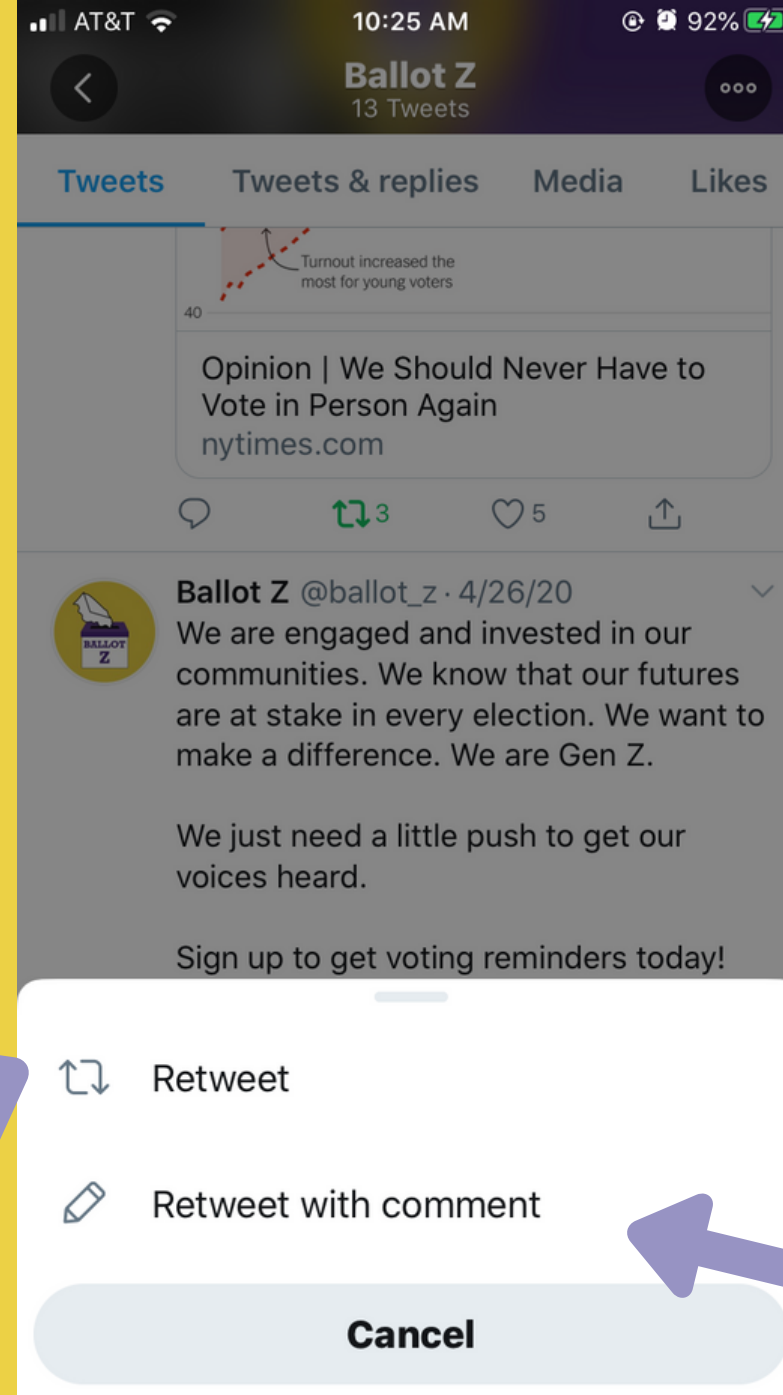 AT&T 10:25 AM 92%
Ballot Z
13 Tweets
Tweets Tweets & replies Media Likes
Turnout increased the
most for young voters
40
Opinion | We Should Never Have to
Vote in Person Again
nytimes.com
3 5
Ballot Z @ballot_z · 4/26/20
BALLOT
Z
We are engaged and invested in our
communities. We know that our futures
are at stake in every election. We want to
make a difference. We are Gen Z.
We just need a little push to get our
voices heard.
Sign up to get voting reminders today!
Retweet
Retweet with comment
Cancel